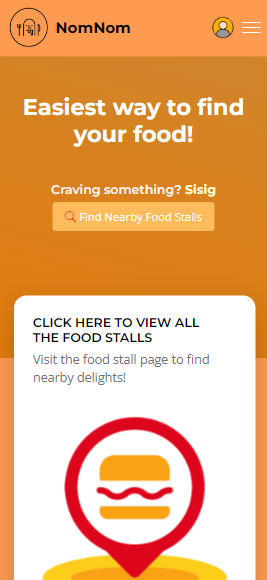 NomNom
Easiest way to find
your food!
Craving something? Sisig
Find Nearby Food Stalls
CLICK HERE TO VIEW ALL
THE FOOD STALLS
Visit the food stall page to find
nearby delights!